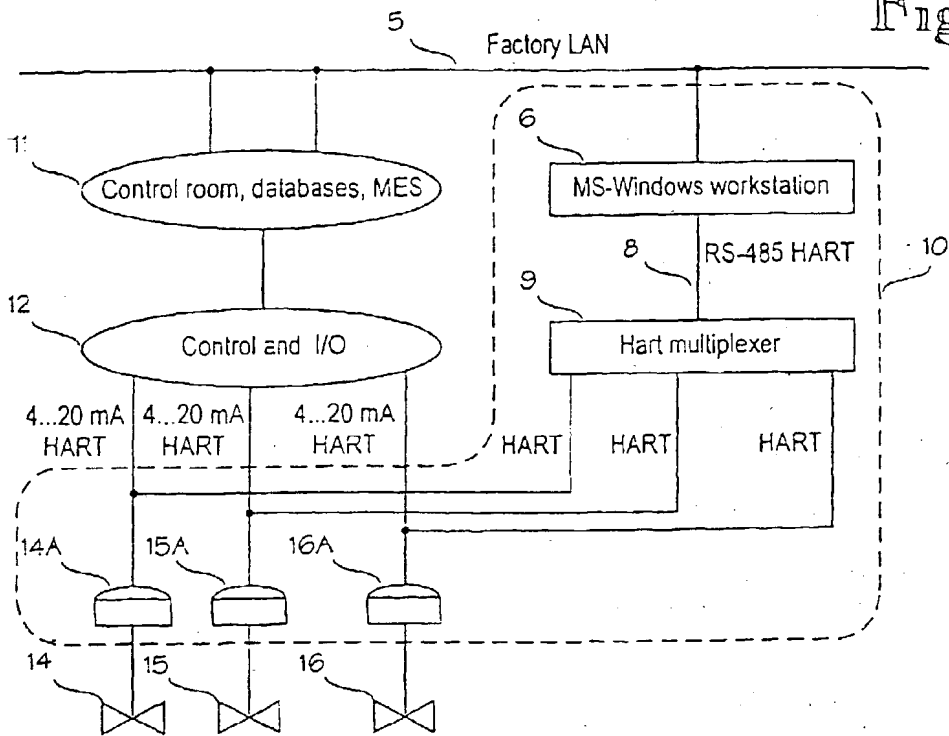 Fig
5
Factory LAN
11
6
Control room, databases, MES
MS-Windows workstation
8
RS-485 HART
10
12
9
Control and I/O
Hart multiplexer
4...20 mA
HART
4...20 mA
HART
4...20 mA
HART
HART
HART
HART
14A
15A
16A
14
15
16